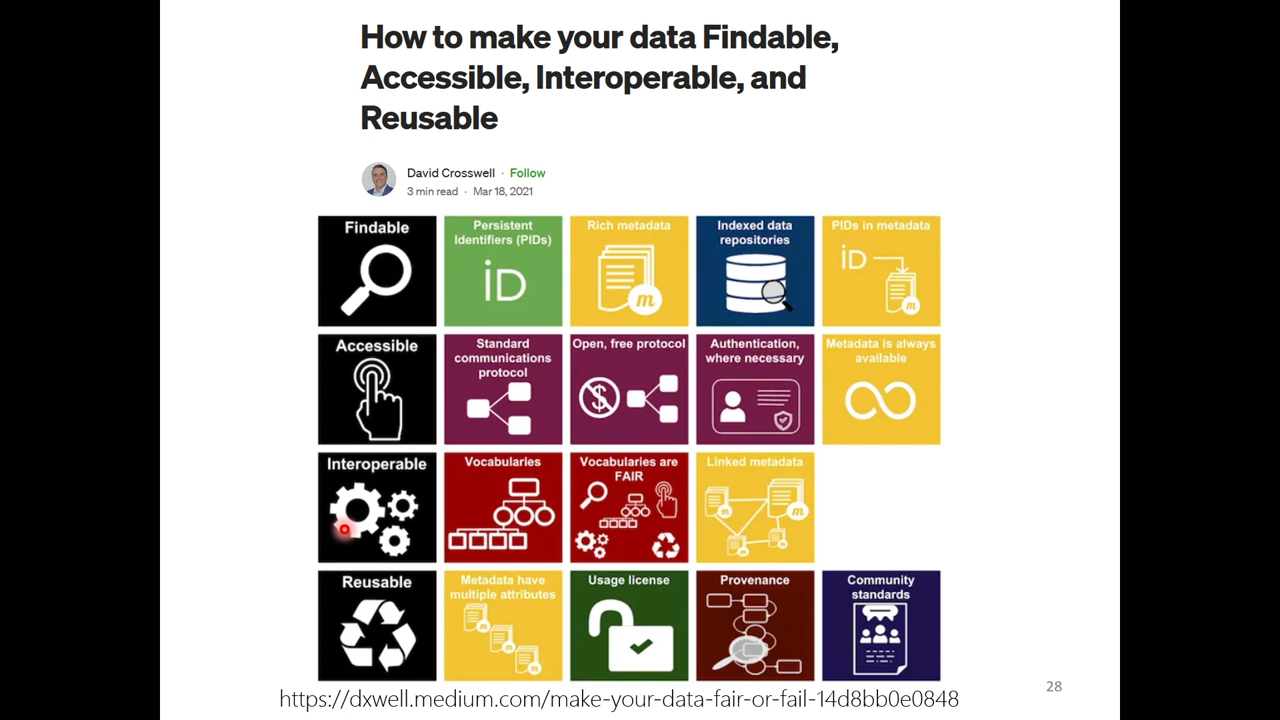 How to make your data Findable,
Accessible, Interoperable, and
Reusable
David Crosswell · Follow
3 min read · Mar 18, 2021
Findable
Persistent
Identifiers (PIDs)
iD
Rich metadata
m
Indexed data
repositories
PIDs in metadata
iD
m
Accessible
Standard
communications
protocol
Open, free protocol
$
Authentication,
where necessary
Metadata is always
available
Interoperable
Vocabularies
Vocabularies are
FAIR
Linked metadata
m
m
m
m
Reusable
Metadata have
multiple attributes
m
m
m
Usage license
Provenance
Community
standards
28
https://dxwell.medium.com/make-your-data-fair-or-fail-14d8bb0e0848